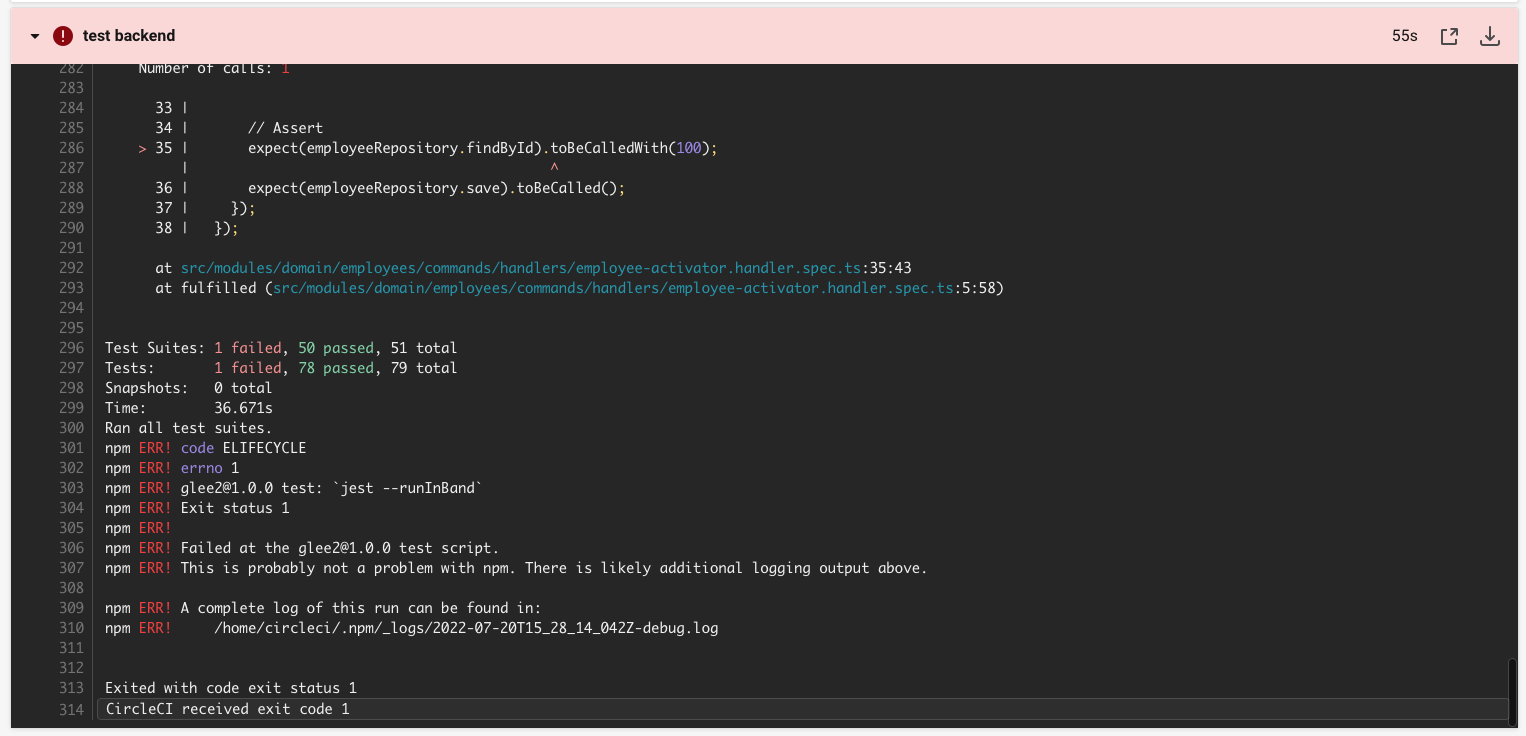 test backend
55s
282 Number of calls: 1
283
284 33 |
285 34 | // Assert
286 > 35 | expect(employeeRepository.findById).toBeCalledWith(100);
287 | ^
288 36 | expect(employeeRepository.save).toBeCalled();
289 37 | });
290 38 | });
291
292 at src/modules/domain/employees/commands/handlers/employee-activator.handler.spec.ts:35:43
293 at fulfilled (src/modules/domain/employees/commands/handlers/employee-activator.handler.spec.ts:5:58)
294
295
296 Test Suites: 1 failed, 50 passed, 51 total
297 Tests: 1 failed, 78 passed, 79 total
298 Snapshots: 0 total
299 Time: 36.671s
300 Ran all test suites.
301 npm ERR! code ELIFECYCLE
302 npm ERR! errno 1
303 npm ERR! glee2@1.0.0 test: `jest --runInBand`
304 npm ERR! Exit status 1
305 npm ERR!
306 npm ERR! Failed at the glee2@1.0.0 test script.
307 npm ERR! This is probably not a problem with npm. There is likely additional logging output above.
308
309 npm ERR! A complete log of this run can be found in:
310 npm ERR! /home/circleci/.npm/_logs/2022-07-20T15_28_14_042Z-debug.log
311
312
313 Exited with code exit status 1
314 CircleCI received exit code 1